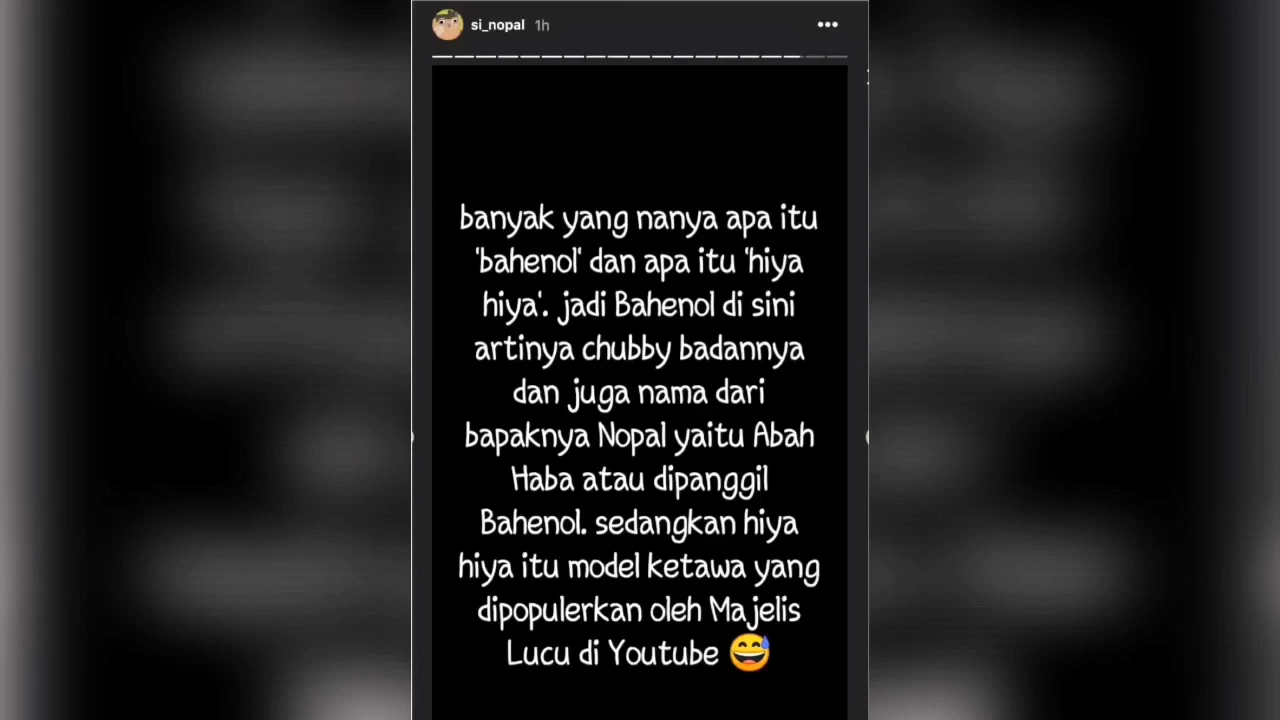 si_nopal 1h
banyak yang nanya apa itu
'bahenol' dan apa itu 'hiya
hiya'. jadi Bahenol di sini
artinya chubby badannya
dan juga nama dari
bapaknya Nopal yaitu Abah
Haba atau dipanggil
Bahenol. sedangkan hiya
hiya itu model ketawa yang
dipopulerkan oleh Majelis
Lucu di Youtube 😅